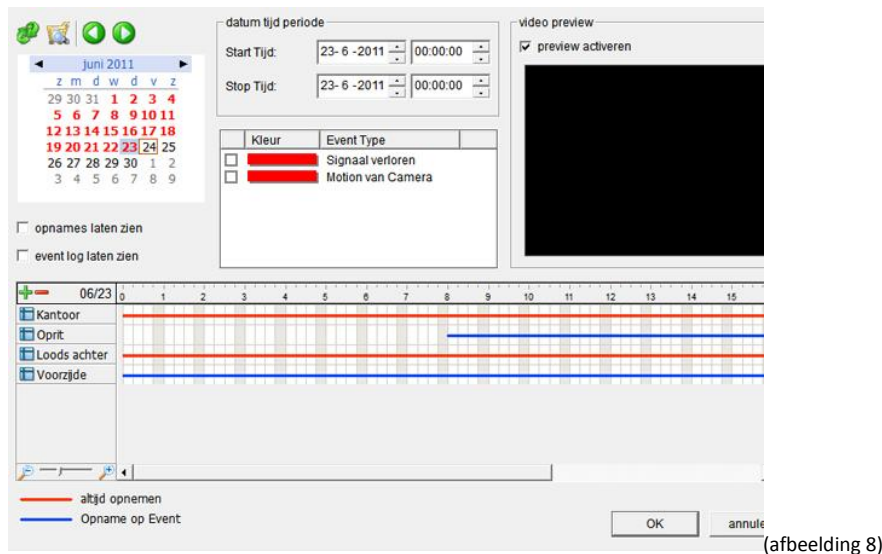 datum tijd periode
Start Tijd: 23- 6 -2011 00:00:00
Stop Tijd: 23- 6 -2011 00:00:00
video preview
preview activeren
juni 2011
z m d w d v z
29 30 31 1 2 3 4
5 6 7 8 9 10 11
12 13 14 15 16 17 18
19 20 21 22 23 24 25
26 27 28 29 30 1 2
3 4 5 6 7 8 9
Kleur Event Type
Signaal verloren
Motion van Camera
opnames laten zien
event log laten zien
06/23 0 1 2 3 4 5 6 7 8 9 10 11 12 13 14 15
Kantoor
Oprit
Loods achter
Voorzijde
altijd opnemen
Opname op Event
OK annule
(afbeelding 8)